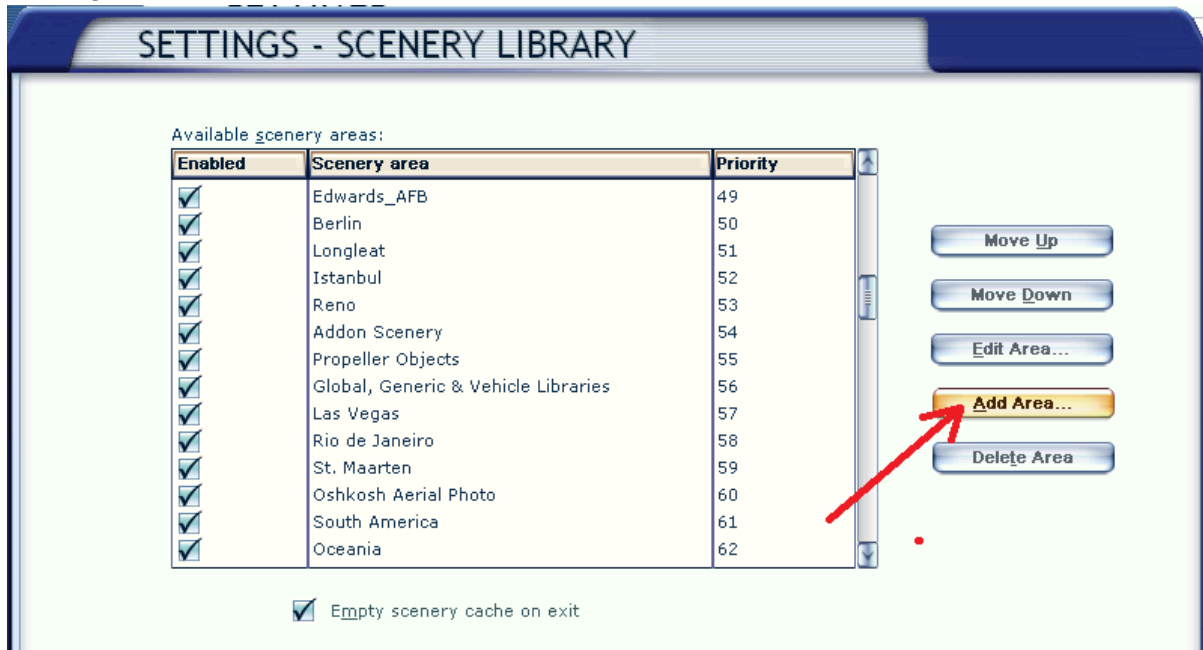 SETTINGS - SCENERY LIBRARY
Available scenery areas:
Enabled Scenery area Priority
Edwards_AFB 49
Berlin 50
Longleat 51
Istanbul 52
Reno 53
Addon Scenery 54
Propeller Objects 55
Global, Generic & Vehicle Libraries 56
Las Vegas 57
Rio de Janeiro 58
St. Maarten 59
Oshkosh Aerial Photo 60
South America 61
Oceania 62
Move Up
Move Down
Edit Area...
Add Area...
Delete Area
Empty scenery cache on exit